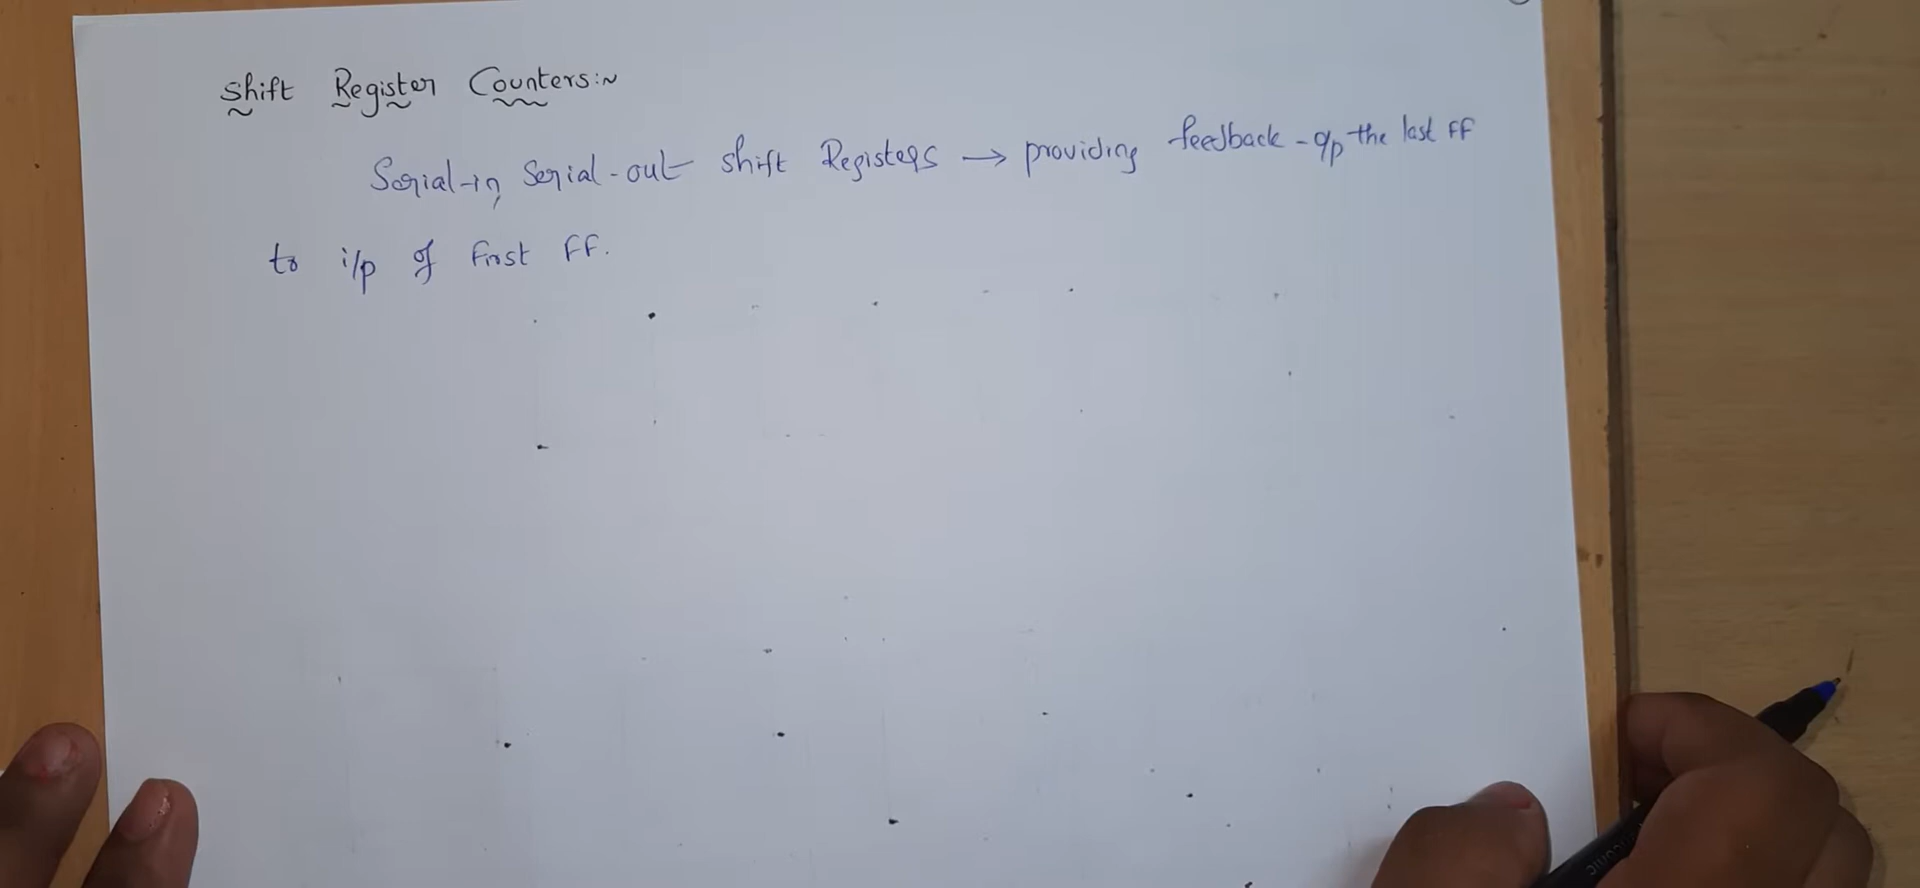 Shift Register Counters:~
Serial-in, Serial-out shift Registers → providing feedback - o/p the last FF
to i/p of first FF.